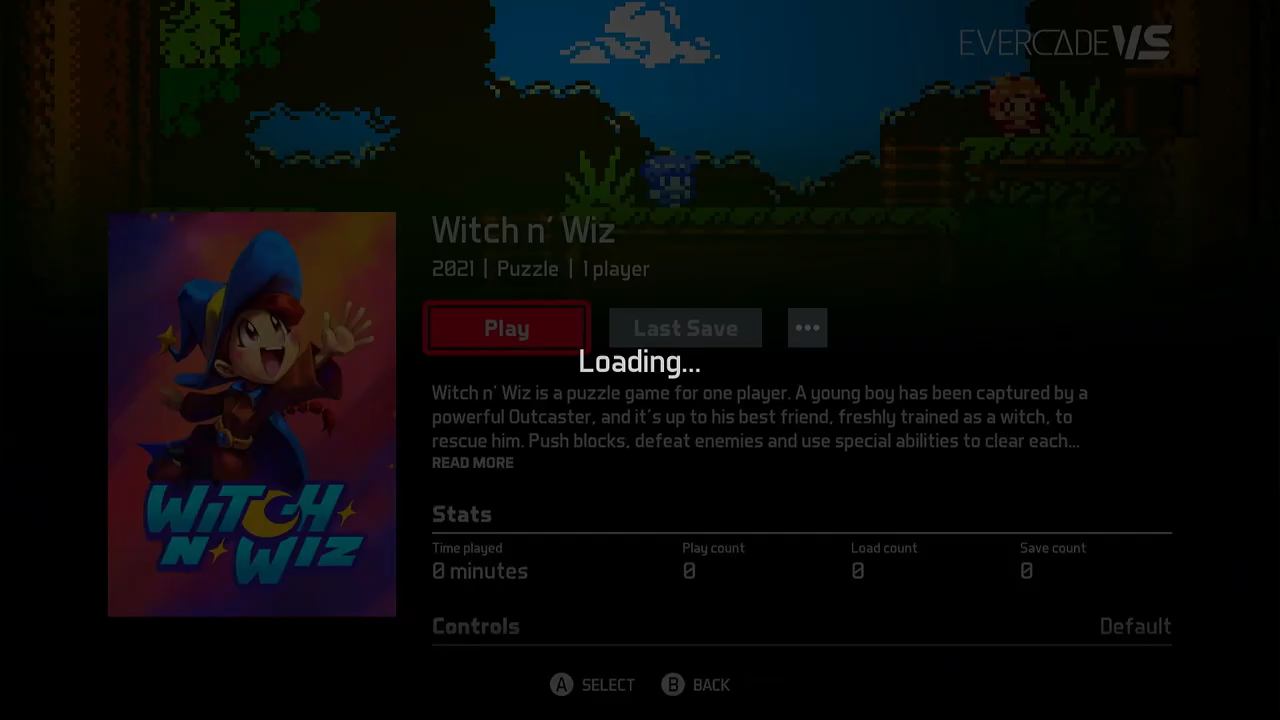 EVERCADE VS
Witch n' Wiz
2021 | Puzzle | 1 player
Play
Last Save
•••
Loading...
Witch n' Wiz is a puzzle game for one player. A young boy has been captured by a
powerful Outcaster, and it's up to his best friend, freshly trained as a witch, to
rescue him. Push blocks, defeat enemies and use special abilities to clear each...
READ MORE
WITCH
N WIZ
Stats
Time played
Play count
Load count
Save count
0 minutes
0
0
0
Controls
Default
A SELECT
B BACK